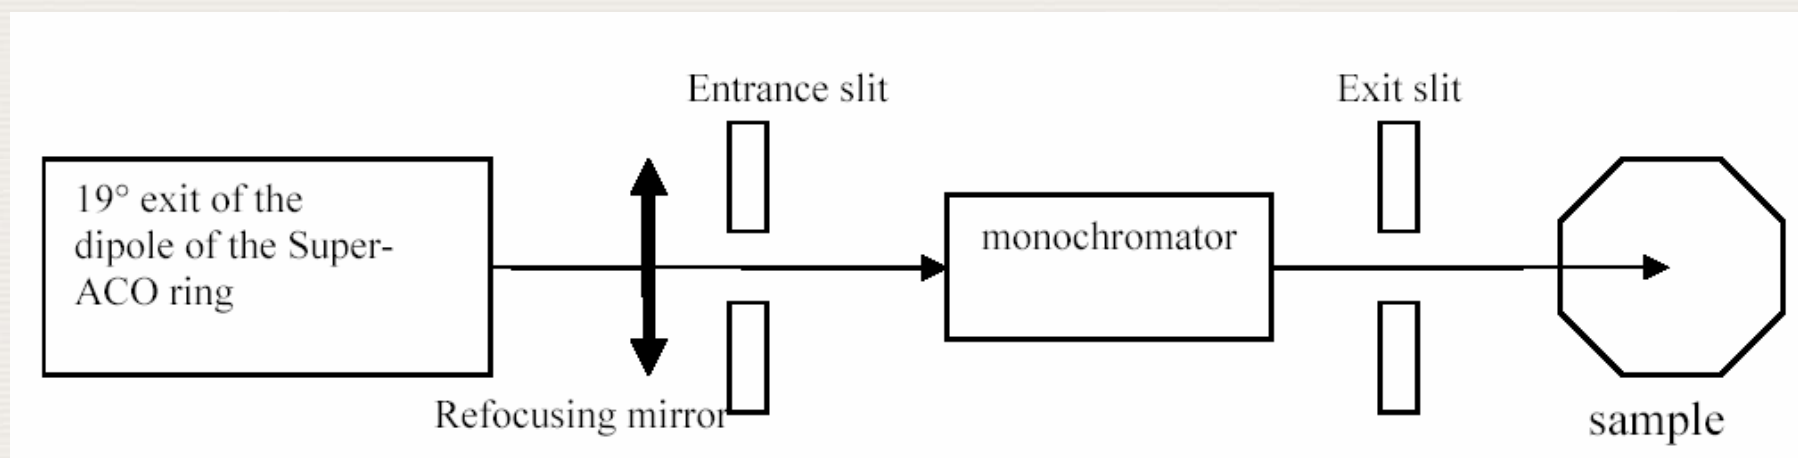 Entrance slit
Exit slit
19° exit of the
dipole of the Super-
ACO ring
monochromator
Refocusing mirror
sample